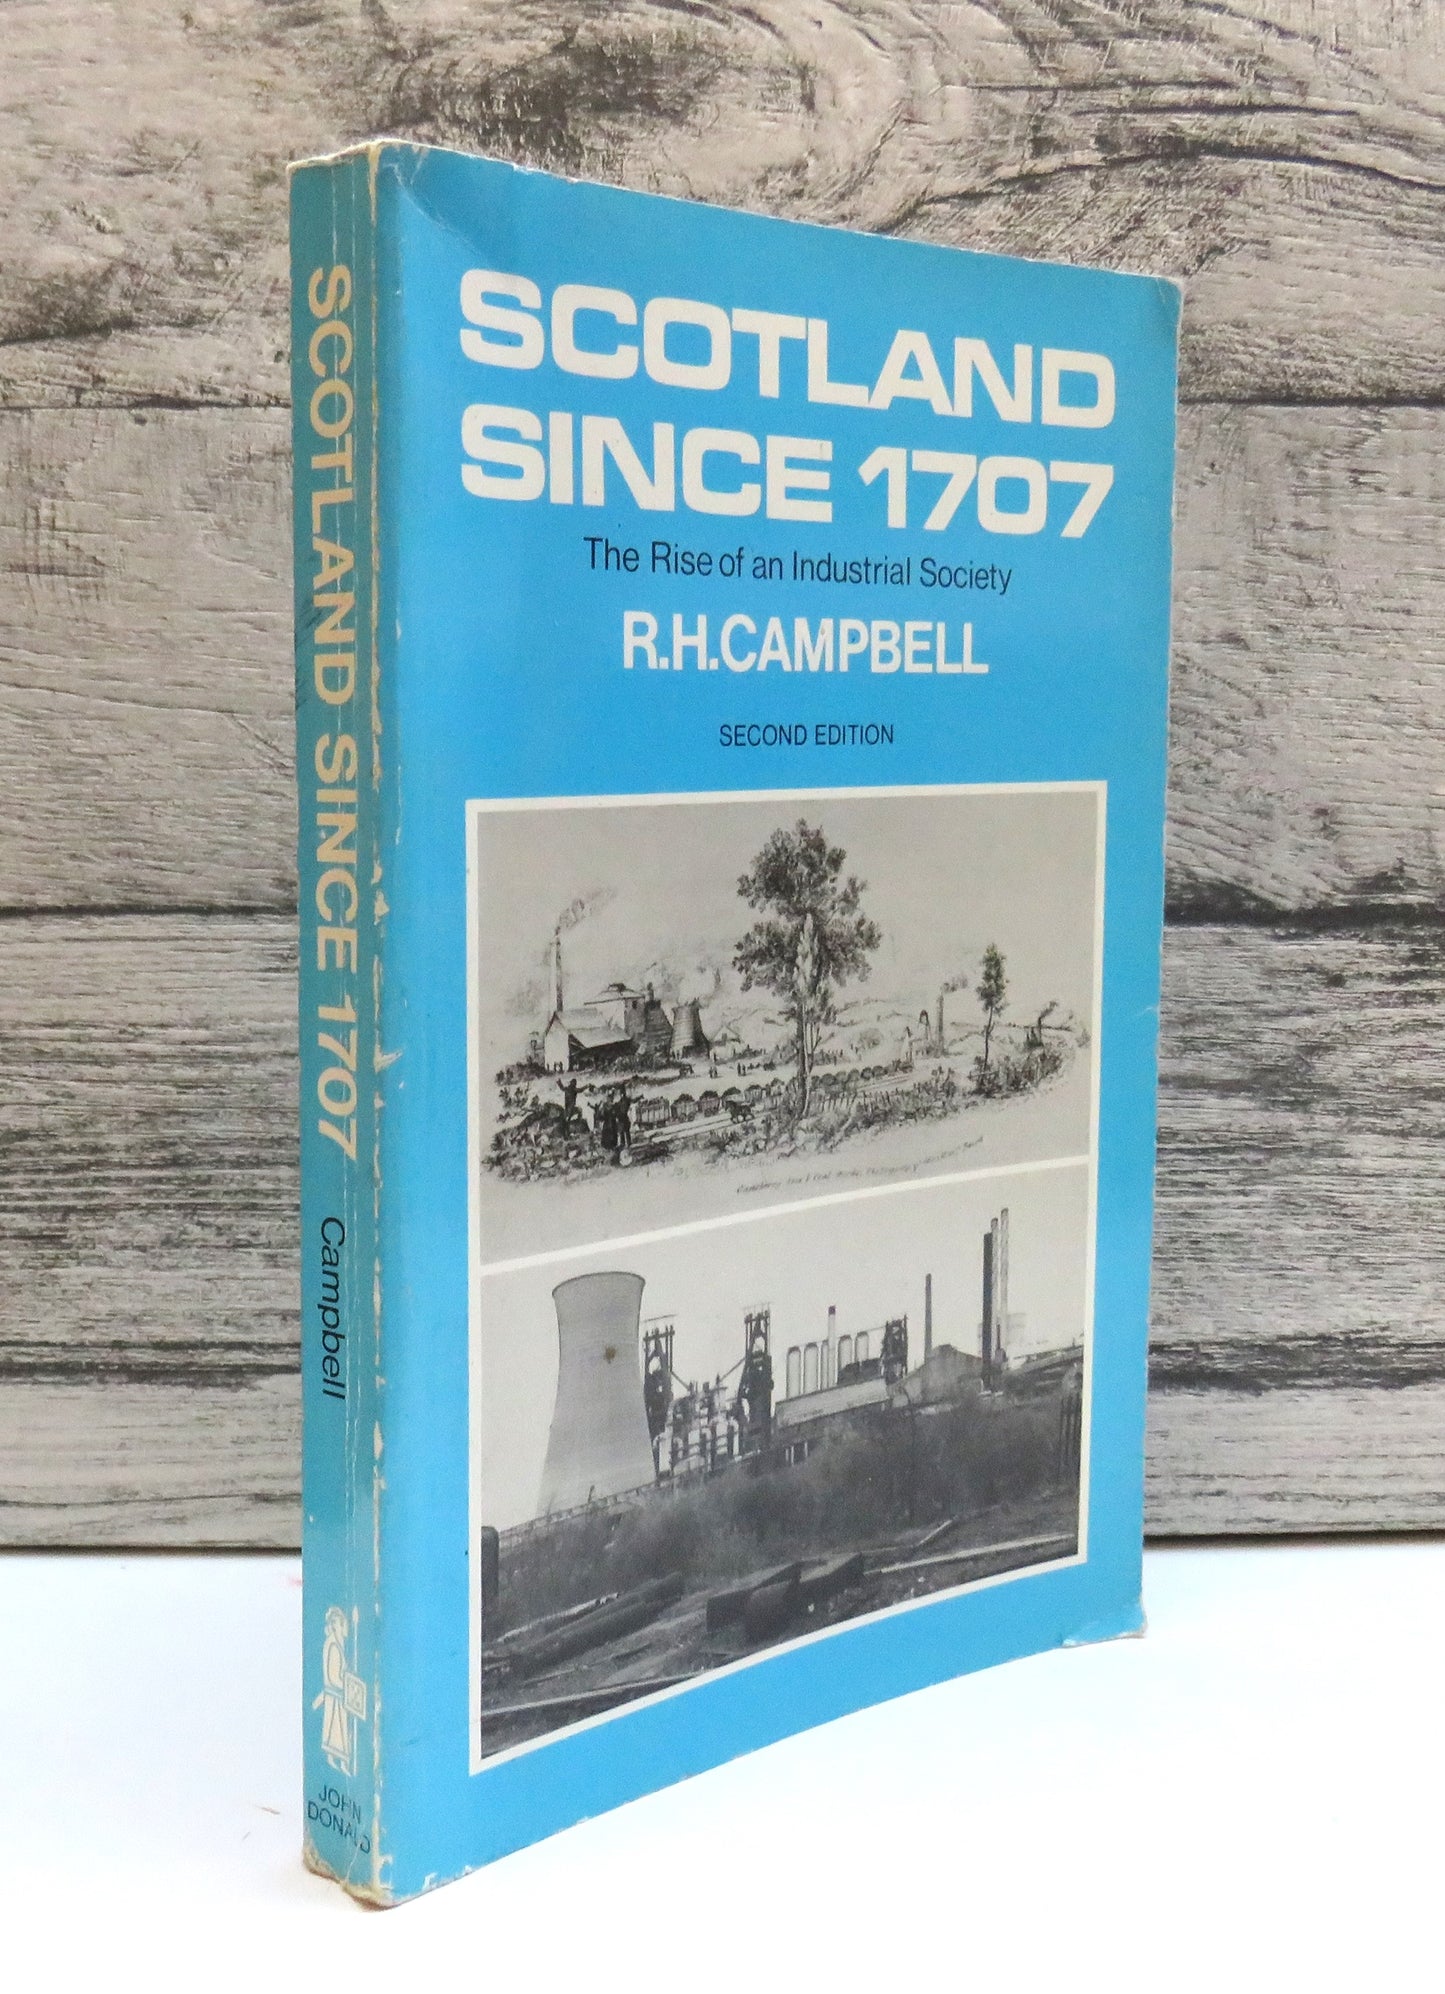 SCOTLAND SINCE 1707
Campbell
JOHN
DONALD
SCOTLAND
SINCE 1707
The Rise of an Industrial Society
R.H.CAMPBELL
SECOND EDITION